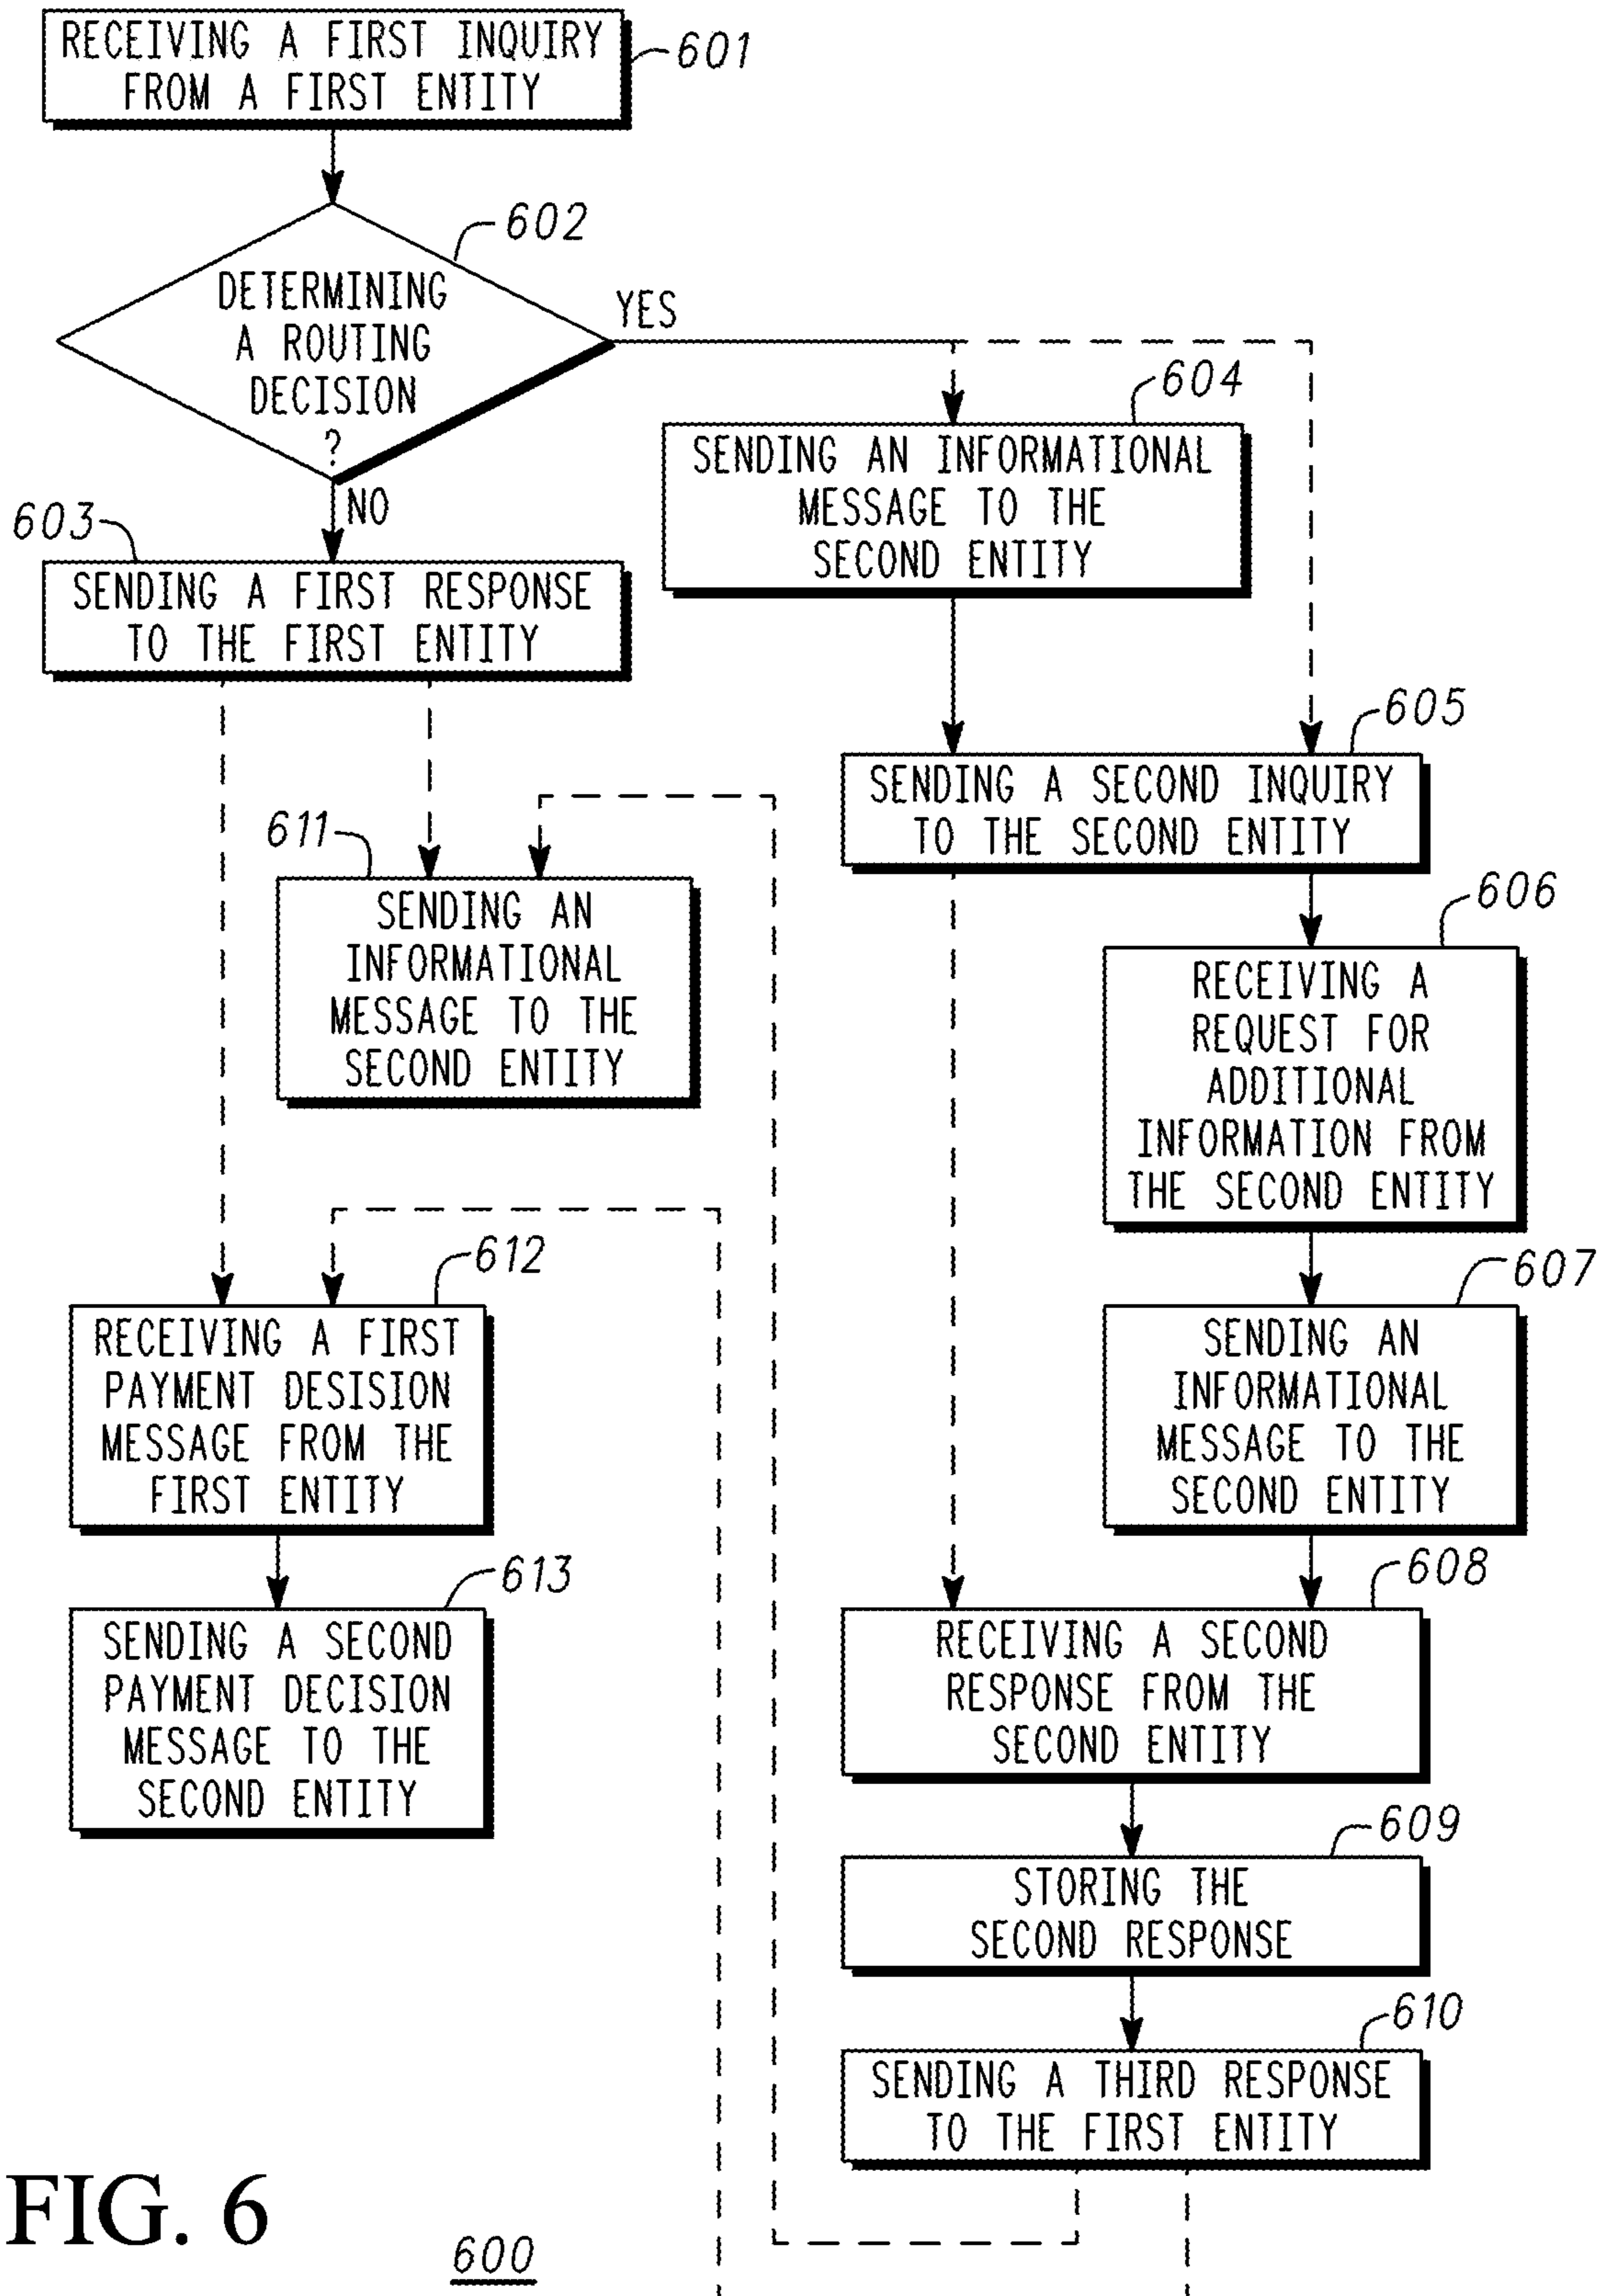 RECEIVING A FIRST INQUIRY
FROM A FIRST ENTITY
601
602
DETERMINING
A ROUTING
DECISION
?
YES
NO
603
SENDING A FIRST RESPONSE
TO THE FIRST ENTITY
604
SENDING AN INFORMATIONAL
MESSAGE TO THE
SECOND ENTITY
605
SENDING A SECOND INQUIRY
TO THE SECOND ENTITY
611
SENDING AN
INFORMATIONAL
MESSAGE TO THE
SECOND ENTITY
606
RECEIVING A
REQUEST FOR
ADDITIONAL
INFORMATION FROM
THE SECOND ENTITY
612
RECEIVING A FIRST
PAYMENT DESISION
MESSAGE FROM THE
FIRST ENTITY
607
SENDING AN
INFORMATIONAL
MESSAGE TO THE
SECOND ENTITY
613
SENDING A SECOND
PAYMENT DECISION
MESSAGE TO THE
SECOND ENTITY
608
RECEIVING A SECOND
RESPONSE FROM THE
SECOND ENTITY
609
STORING THE
SECOND RESPONSE
610
SENDING A THIRD RESPONSE
TO THE FIRST ENTITY
FIG. 6
600